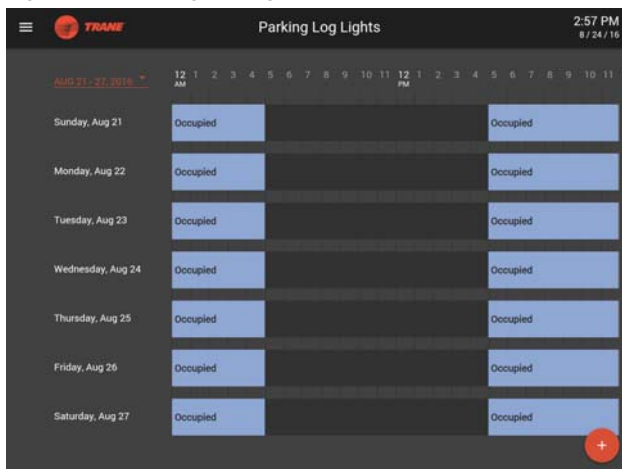 TRANE
Parking Log Lights
2:57 PM
8 / 24 / 16
AUG 21 - 27, 2016
12 1 2 3 4 5 6 7 8 9 10 11 12 1 2 3 4 5 6 7 8 9 10 11
AM PM
Sunday, Aug 21 Occupied Occupied
Monday, Aug 22 Occupied Occupied
Tuesday, Aug 23 Occupied Occupied
Wednesday, Aug 24 Occupied Occupied
Thursday, Aug 25 Occupied Occupied
Friday, Aug 26 Occupied Occupied
Saturday, Aug 27 Occupied Occupied
+